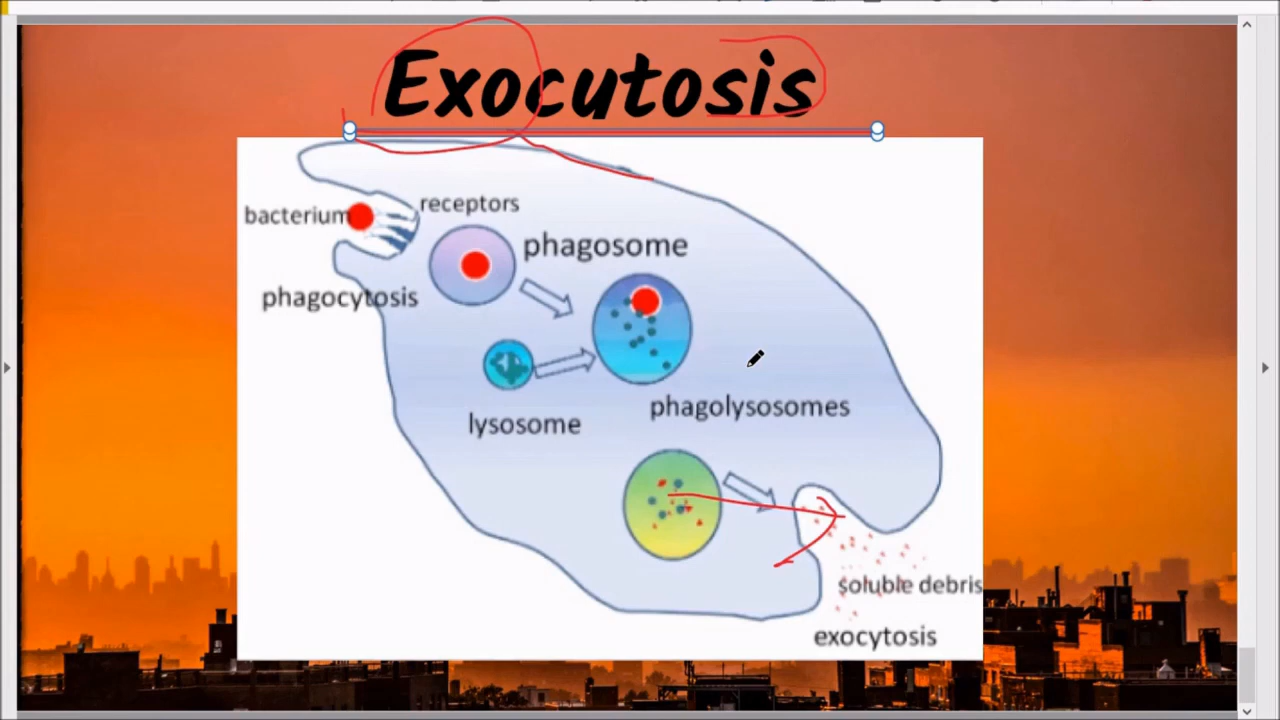 Exocutosis
receptors
bacterium
phagosome
phagocytosis
phagolysosomes
lysosome
soluble debris
exocytosis